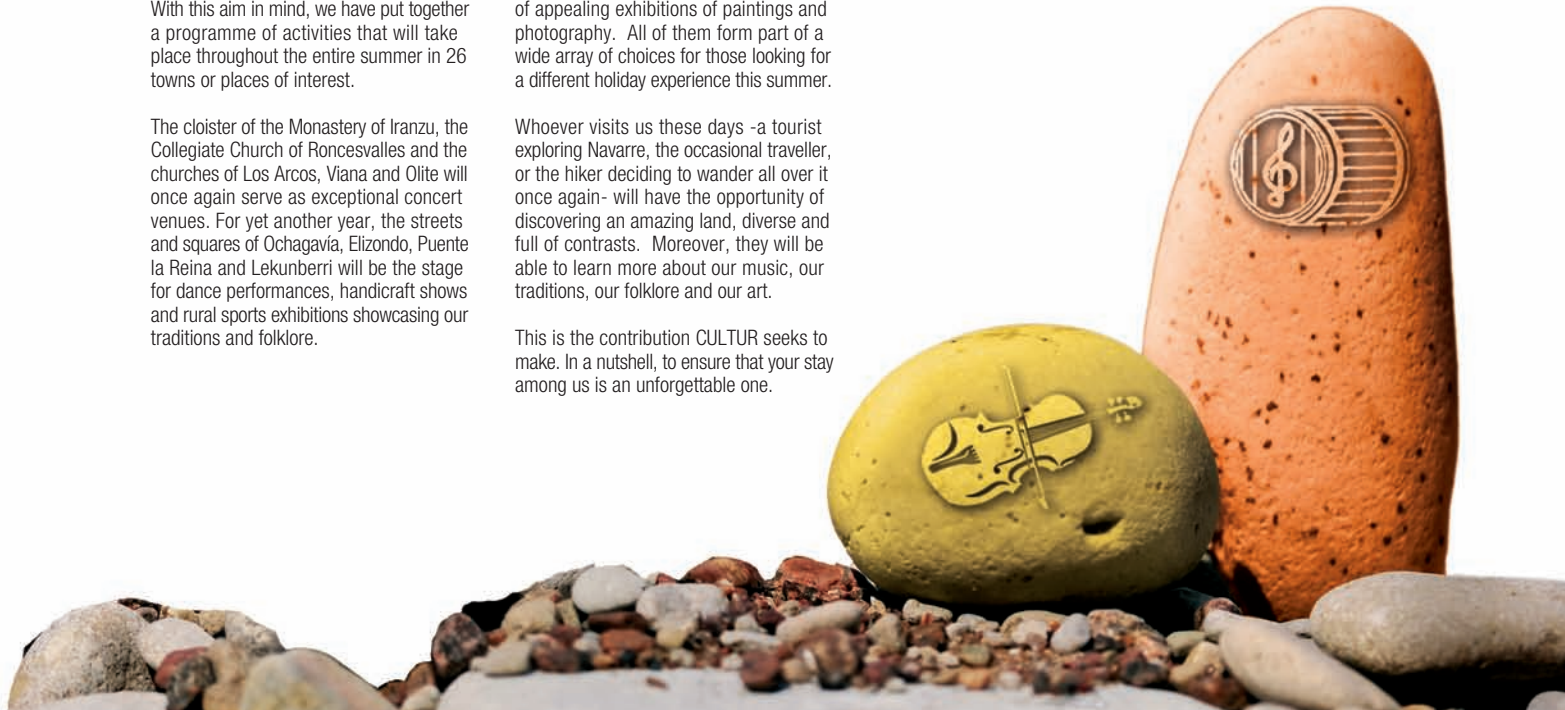 With this aim in mind, we have put together
a programme of activities that will take
place throughout the entire summer in 26
towns or places of interest.
The cloister of the Monastery of Iranzu, the
Collegiate Church of Roncesvalles and the
churches of Los Arcos, Viana and Olite will
once again serve as exceptional concert
venues. For yet another year, the streets
and squares of Ochagavía, Elizondo, Puente
la Reina and Lekunberri will be the stage
for dance performances, handicraft shows
and rural sports exhibitions showcasing our
traditions and folklore.
of appealing exhibitions of paintings and
photography. All of them form part of a
wide array of choices for those looking for
a different holiday experience this summer.
Whoever visits us these days -a tourist
exploring Navarre, the occasional traveller,
or the hiker deciding to wander all over it
once again- will have the opportunity of
discovering an amazing land, diverse and
full of contrasts. Moreover, they will be
able to learn more about our music, our
traditions, our folklore and our art.
This is the contribution CULTUR seeks to
make. In a nutshell, to ensure that your stay
among us is an unforgettable one.